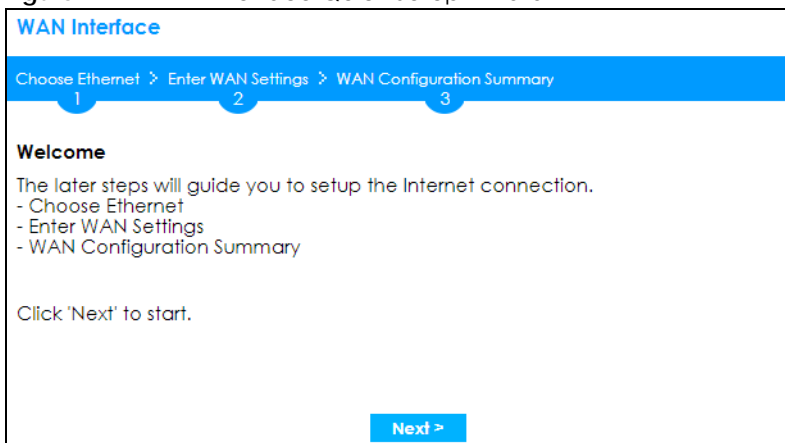 WAN Interface
Choose Ethernet > Enter WAN Settings > WAN Configuration Summary
1 2 3
Welcome
The later steps will guide you to setup the Internet connection.
- Choose Ethernet
- Enter WAN Settings
- WAN Configuration Summary
Click 'Next' to start.
Next >